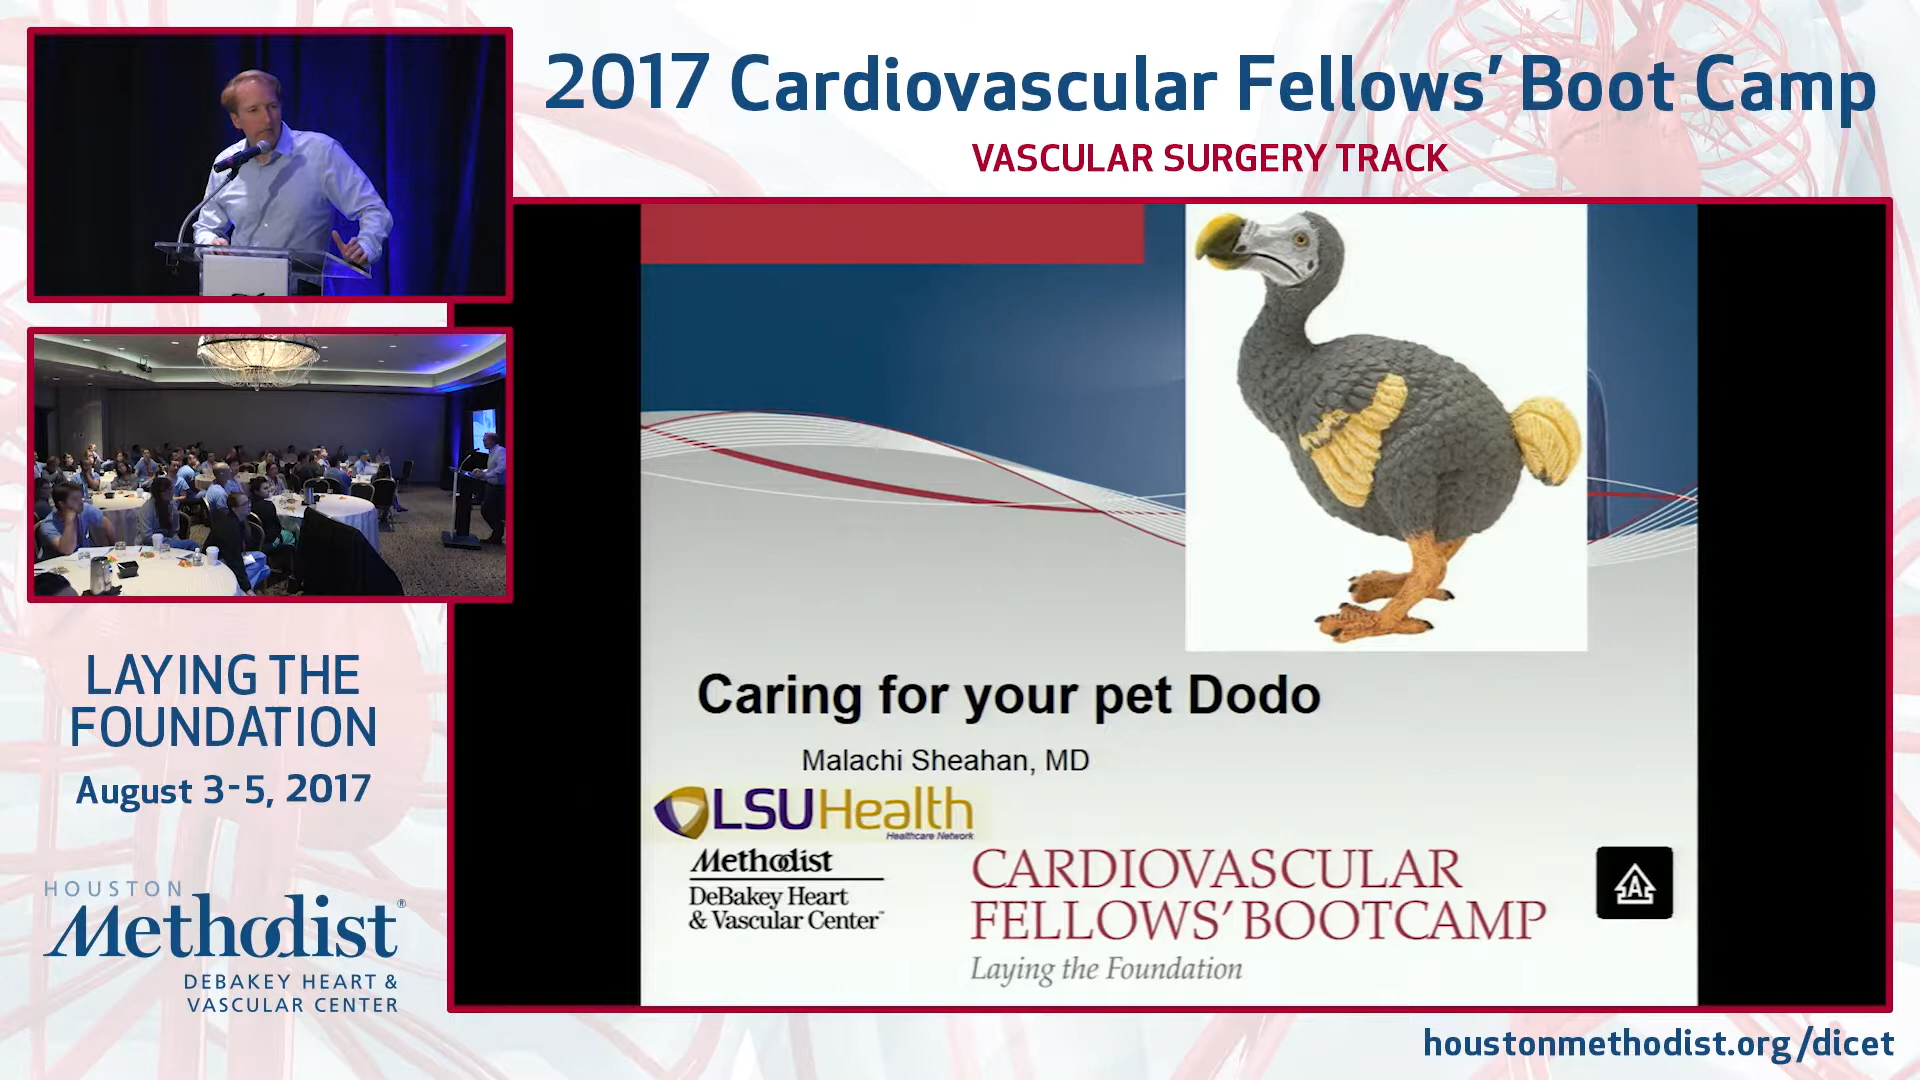 2017 Cardiovascular Fellows' Boot Camp
VASCULAR SURGERY TRACK
Caring for your pet Dodo
Malachi Sheahan, MD
LSUHealth
Healthcare Network
Methodist
DeBakey Heart
& Vascular Center™
CARDIOVASCULAR
FELLOWS' BOOTCAMP
Laying the Foundation
A
LAYING THE
FOUNDATION
August 3-5, 2017
HOUSTON
Methodist®
DEBAKEY HEART &
VASCULAR CENTER
houstonmethodist.org/dicet